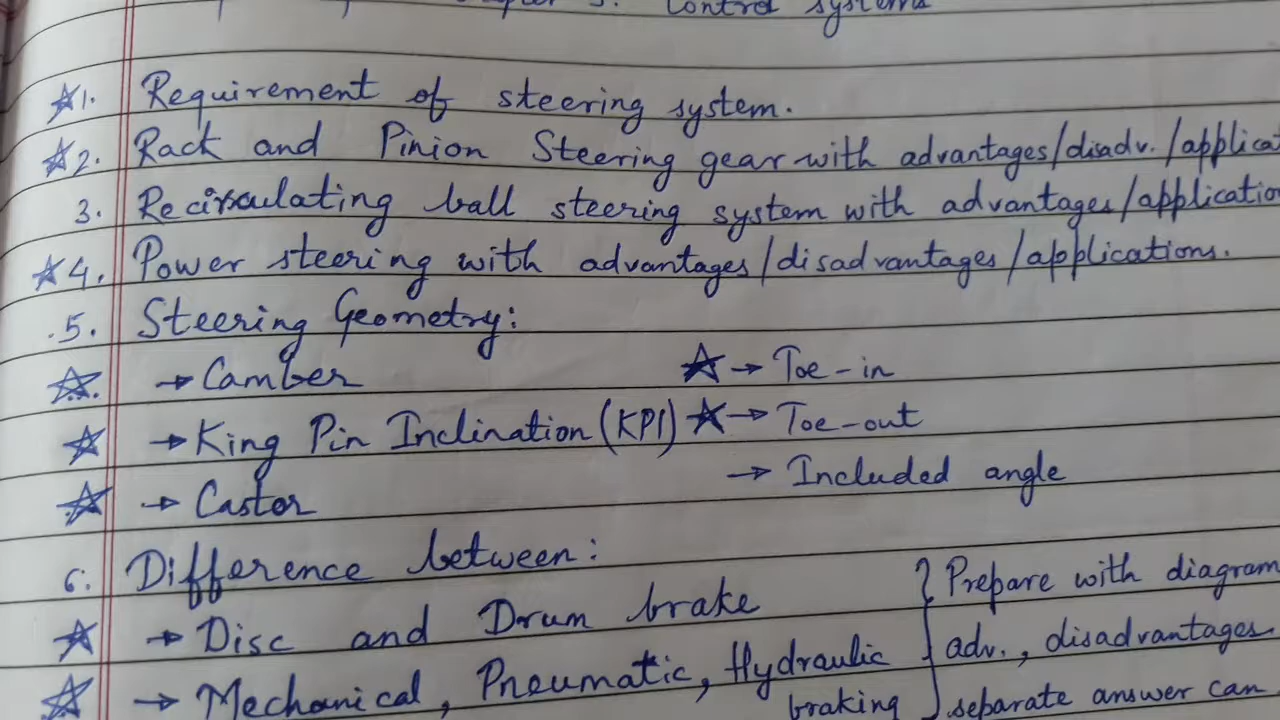 Control systems
☆1. Requirement of steering system.
☆2. Rack and Pinion Steering gear with advantages/disadv./applica
3. Recirculating ball steering system with advantages/application
☆4. Power steering with advantages/disadvantages/applications.
5. Steering Geometry:
☆ → Camber ☆ → Toe-in
☆ → King Pin Inclination (KPI) ☆ → Toe-out
→ Included angle
☆ → Castor
6. Difference between:
☆ → Disc and Drum brake } Prepare with diagram
☆ → Mechanical, Pneumatic, Hydraulic adv., disadvantages.
braking separate answer can